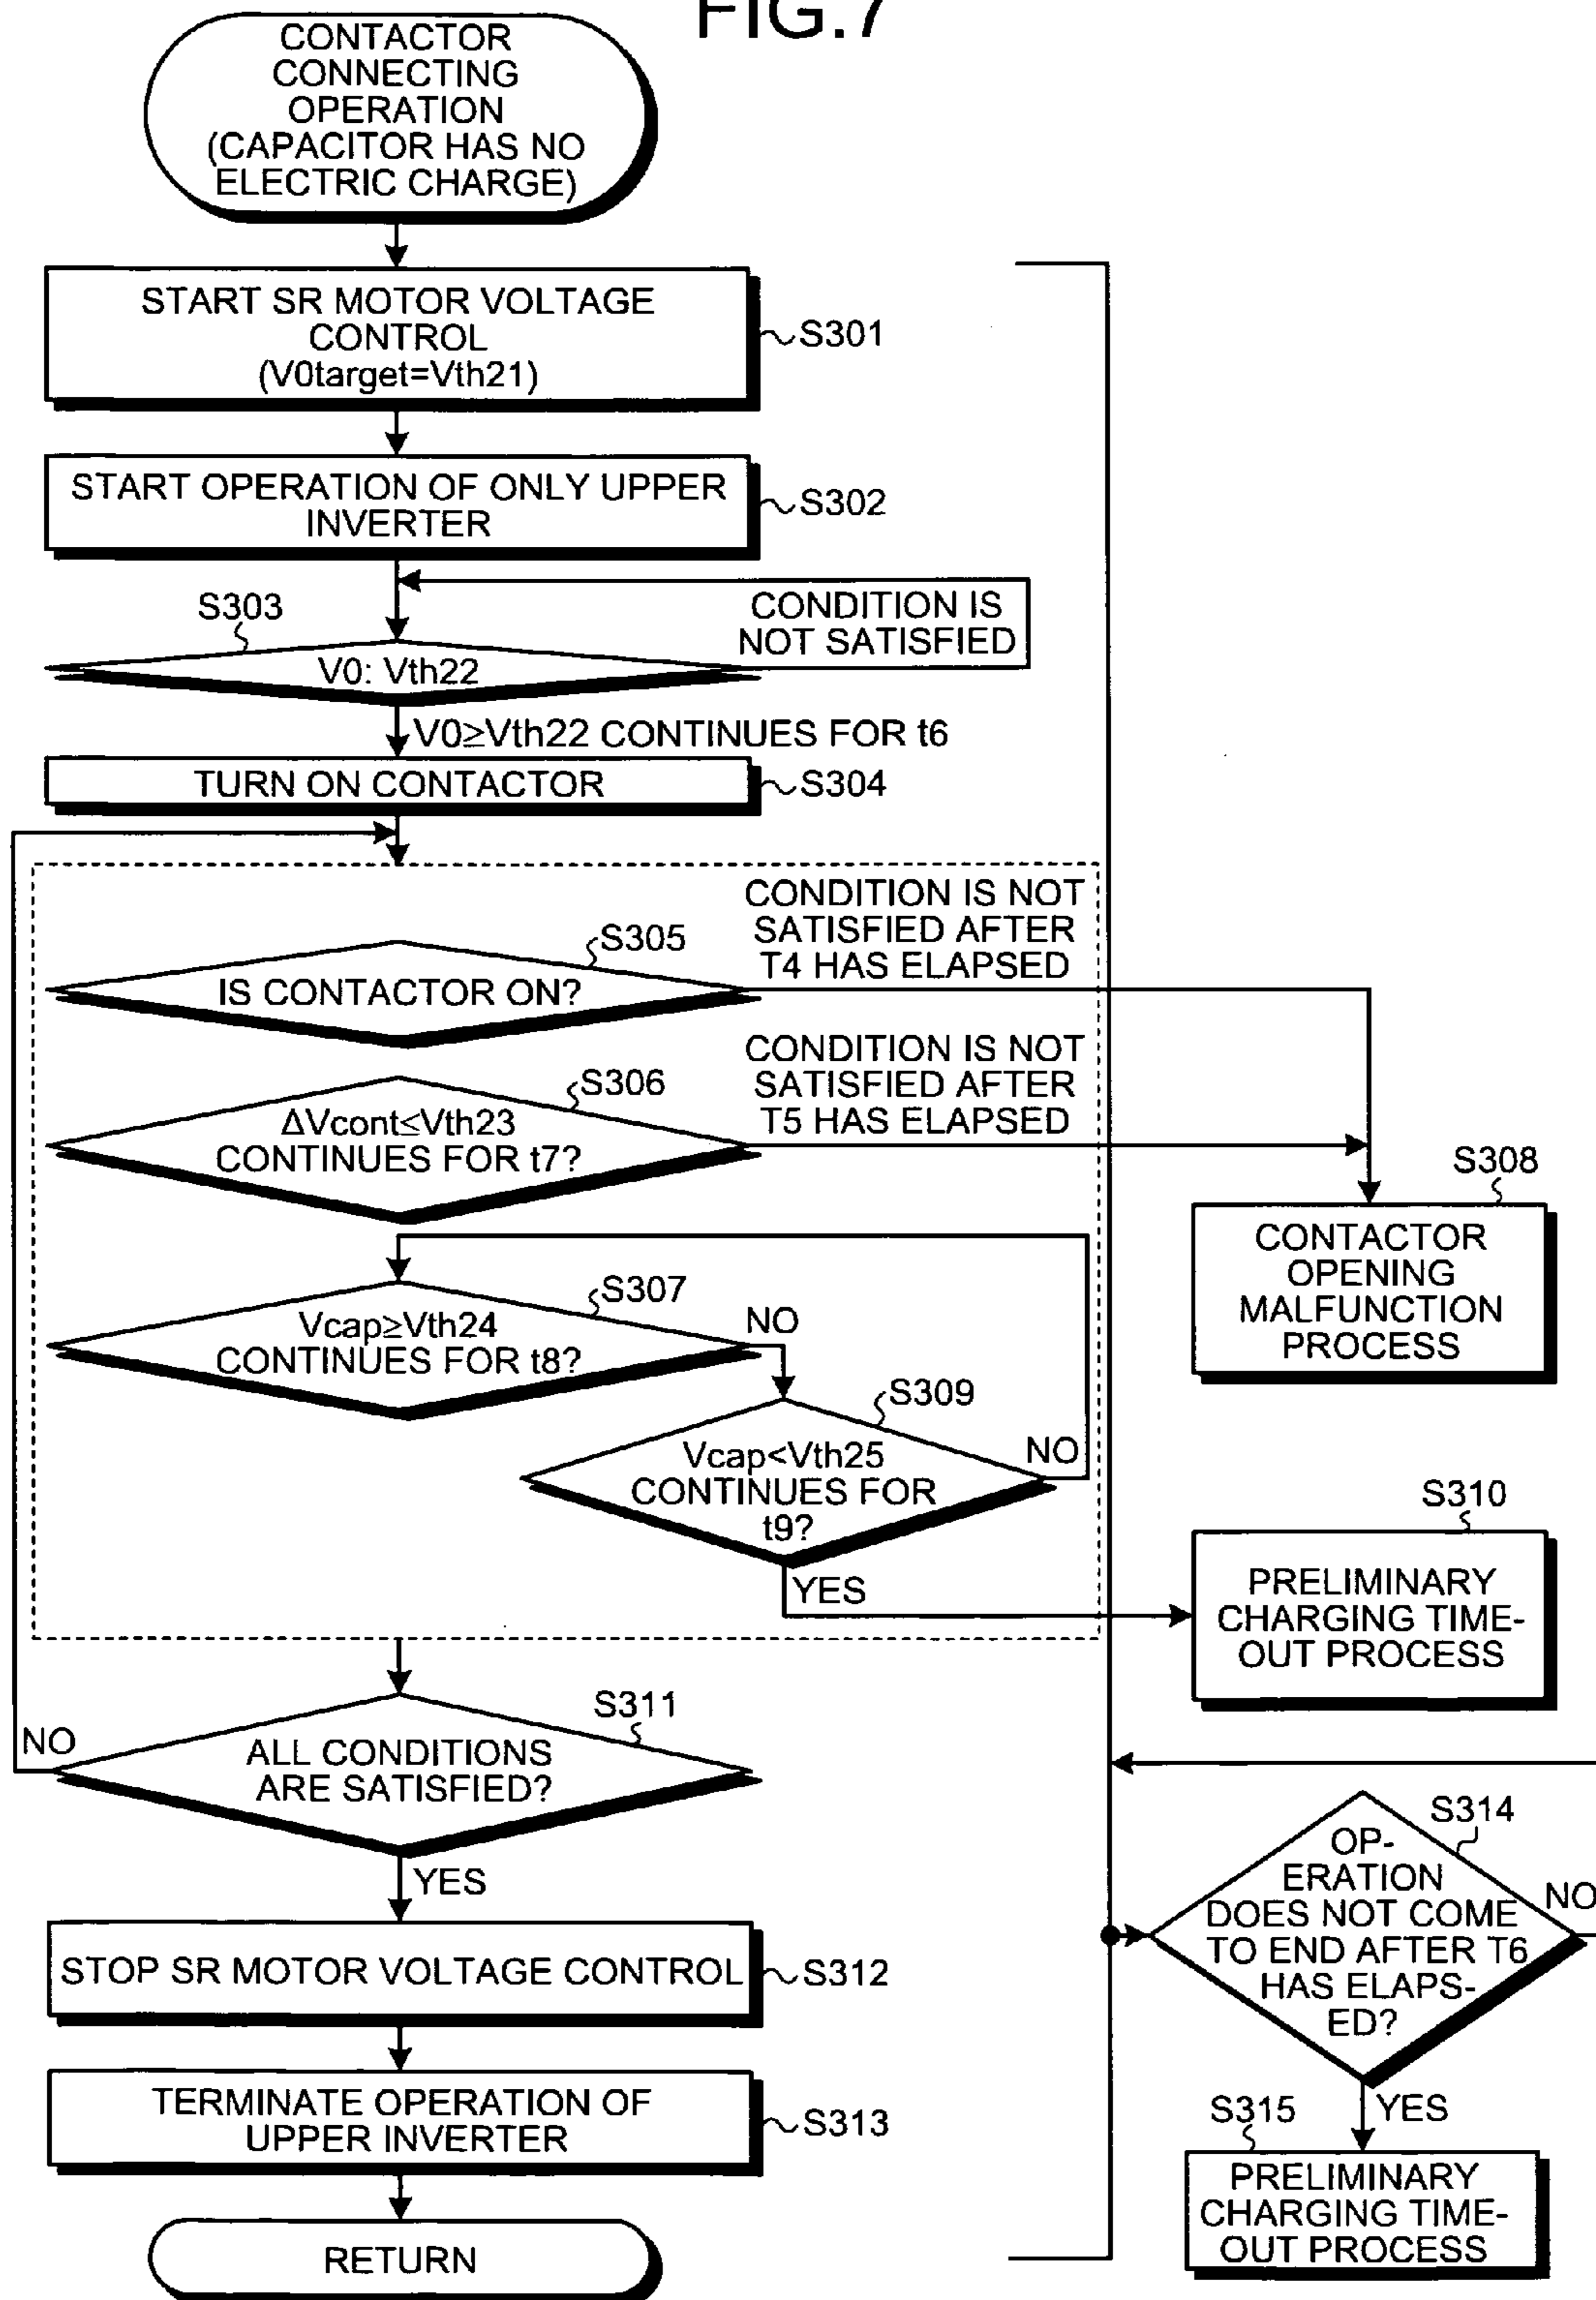 FIG.7
CONTACTOR
CONNECTING
OPERATION
(CAPACITOR HAS NO
ELECTRIC CHARGE)
START SR MOTOR VOLTAGE
CONTROL
(V0target=Vth21)
S301
START OPERATION OF ONLY UPPER
INVERTER
S302
S303
CONDITION IS
NOT SATISFIED
V0: Vth22
V0≥Vth22 CONTINUES FOR t6
TURN ON CONTACTOR
S304
CONDITION IS NOT
SATISFIED AFTER
T4 HAS ELAPSED
S305
IS CONTACTOR ON?
CONDITION IS NOT
SATISFIED AFTER
T5 HAS ELAPSED
S306
ΔVcont≤Vth23
CONTINUES FOR t7?
S308
CONTACTOR
OPENING
MALFUNCTION
PROCESS
S307
Vcap≥Vth24
CONTINUES FOR t8?
NO
S309
Vcap<Vth25
CONTINUES FOR
t9?
NO
YES
S310
PRELIMINARY
CHARGING TIME-
OUT PROCESS
S311
ALL CONDITIONS
ARE SATISFIED?
NO
YES
S314
OP-
ERATION
DOES NOT COME
TO END AFTER T6
HAS ELAPS-
ED?
NO
YES
STOP SR MOTOR VOLTAGE CONTROL
S312
TERMINATE OPERATION OF
UPPER INVERTER
S313
S315
PRELIMINARY
CHARGING TIME-
OUT PROCESS
RETURN